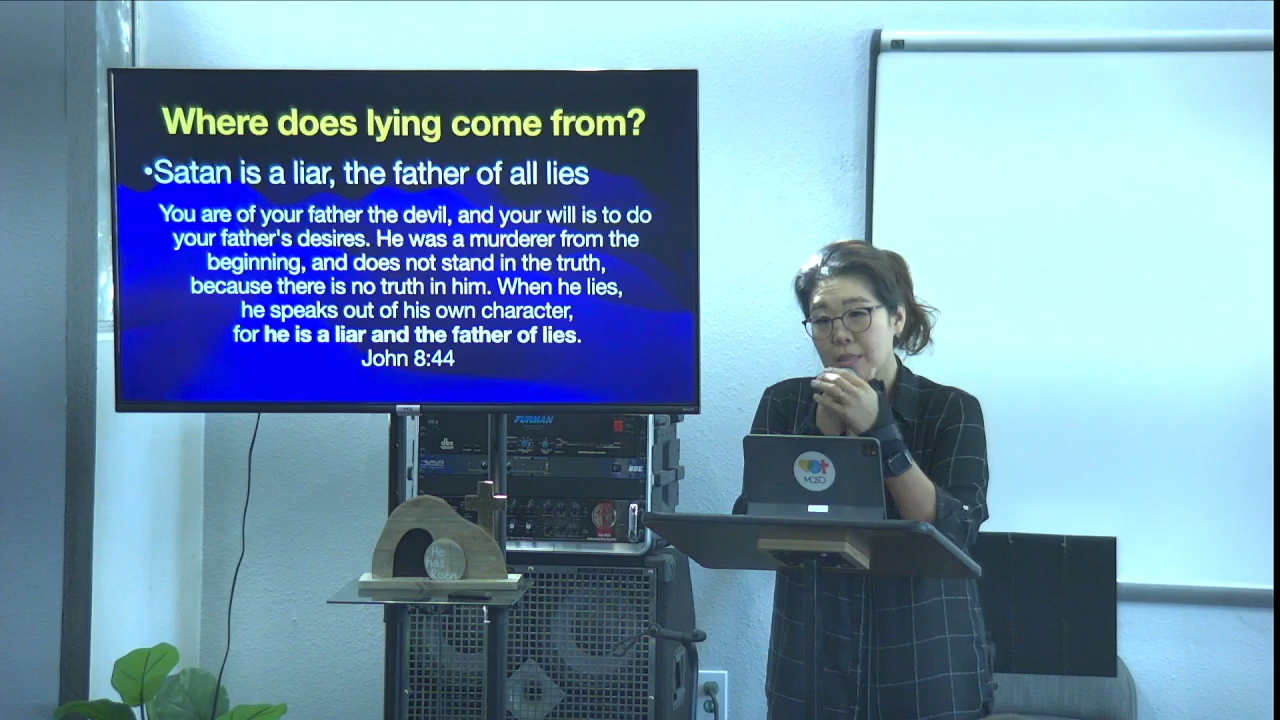 Where does lying come from?
•Satan is a liar, the father of all lies
You are of your father the devil, and your will is to do
your father's desires. He was a murderer from the
beginning, and does not stand in the truth,
because there is no truth in him. When he lies,
he speaks out of his own character,
for he is a liar and the father of lies.
John 8:44
FURMAN
dbx
BBE
He
has
Risen
MOSO